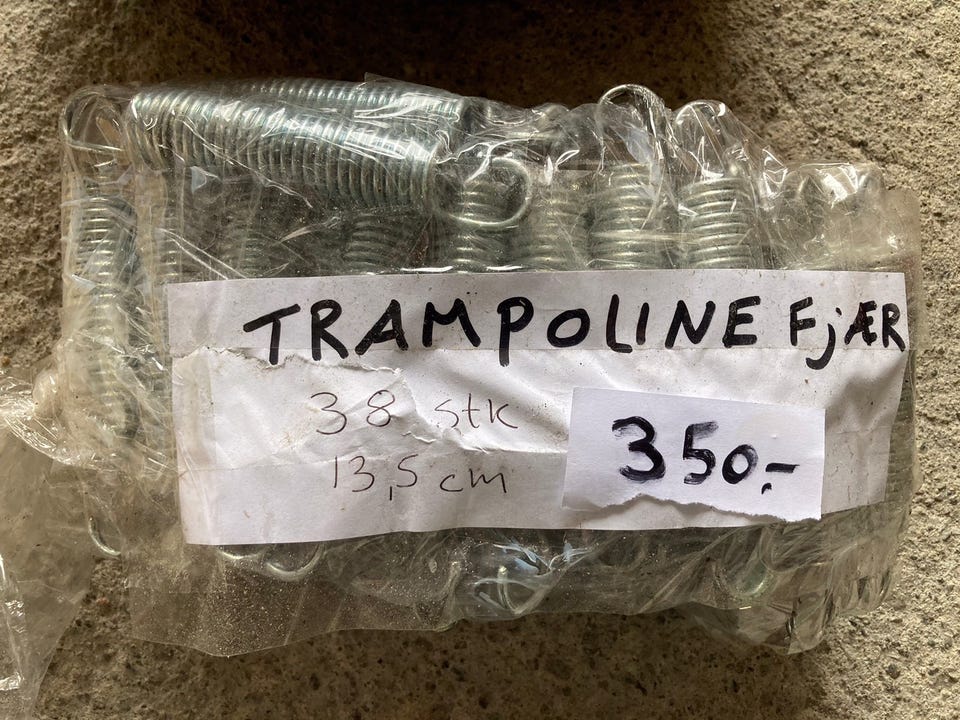 TRAMPOLINE FjÆR
38 stk
13,5 cm
350,-